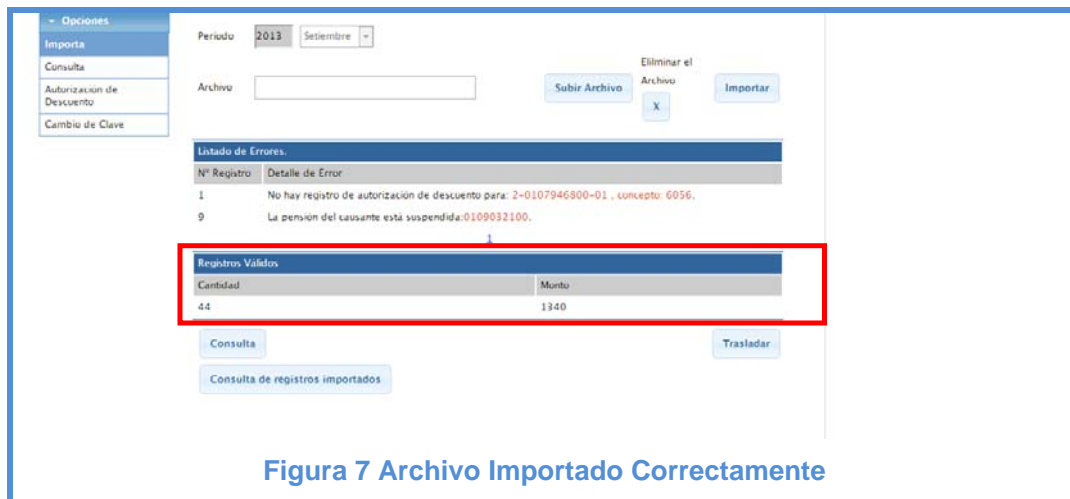 Opciones
Importa
Consulta
Autorización de
Descuento
Cambio de Clave
Periodo 2013 Setiembre
Archivo Subir Archivo Elilminar el
Archivo
X Importar
Listado de Errores.
N° Registro Detalle de Error
1 No hay registro de autorización de descuento para: 2-0107946800-01 , concepto: 6056.
9 La pensión del causante está suspendida:0109032100.
1
Registros Válidos
Cantidad Monto
44 1340
Consulta Trasladar
Consulta de registros importados
Figura 7 Archivo Importado Correctamente